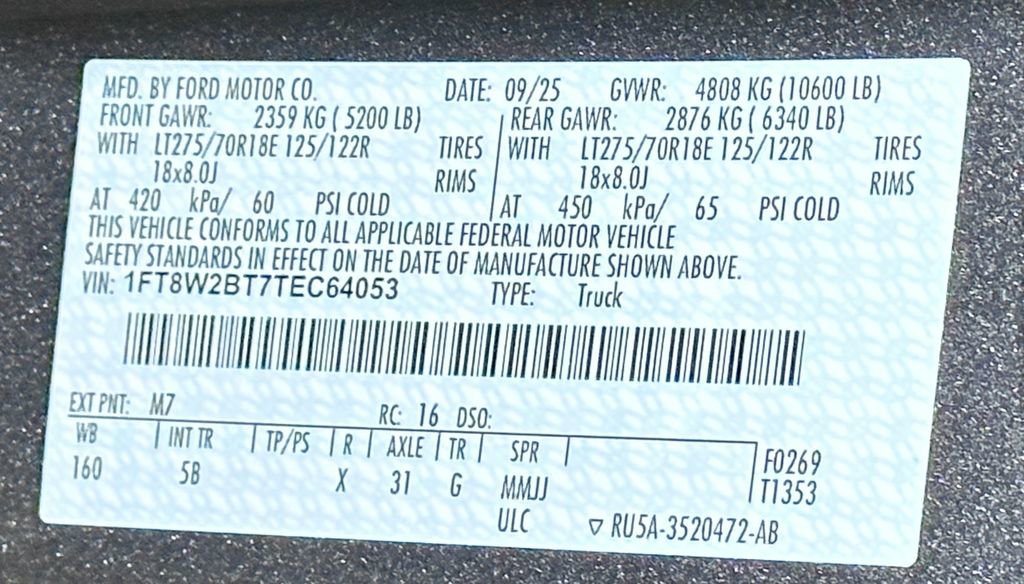 MFD. BY FORD MOTOR CO. DATE: 09/25 GVWR: 4808 KG (10600 LB)
FRONT GAWR: 2359 KG ( 5200 LB) REAR GAWR: 2876 KG ( 6340 LB)
WITH LT275/70R18E 125/122R TIRES WITH LT275/70R18E 125/122R TIRES
18x8.0J RIMS 18x8.0J RIMS
AT 420 kPa/ 60 PSI COLD AT 450 kPa/ 65 PSI COLD
THIS VEHICLE CONFORMS TO ALL APPLICABLE FEDERAL MOTOR VEHICLE
SAFETY STANDARDS IN EFFECT ON THE DATE OF MANUFACTURE SHOWN ABOVE.
VIN: 1FT8W2BT7TEC64053 TYPE: Truck
EXT PNT: M7 RC: 16 DSO:
WB INT TR TP/PS R AXLE TR SPR F0269
160 5B X 31 G MMJJ T1353
ULC ▽ RU5A-3520472-AB